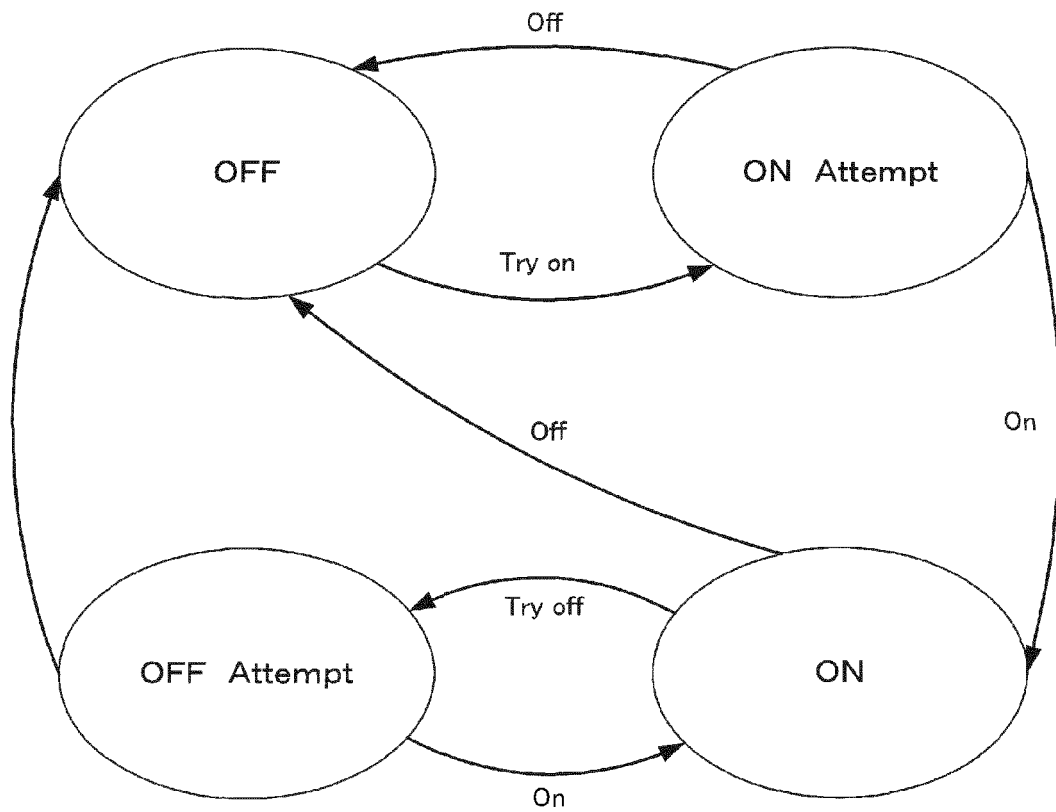 Off
OFF
ON Attempt
Try on
Off
On
Try off
OFF Attempt
ON
On